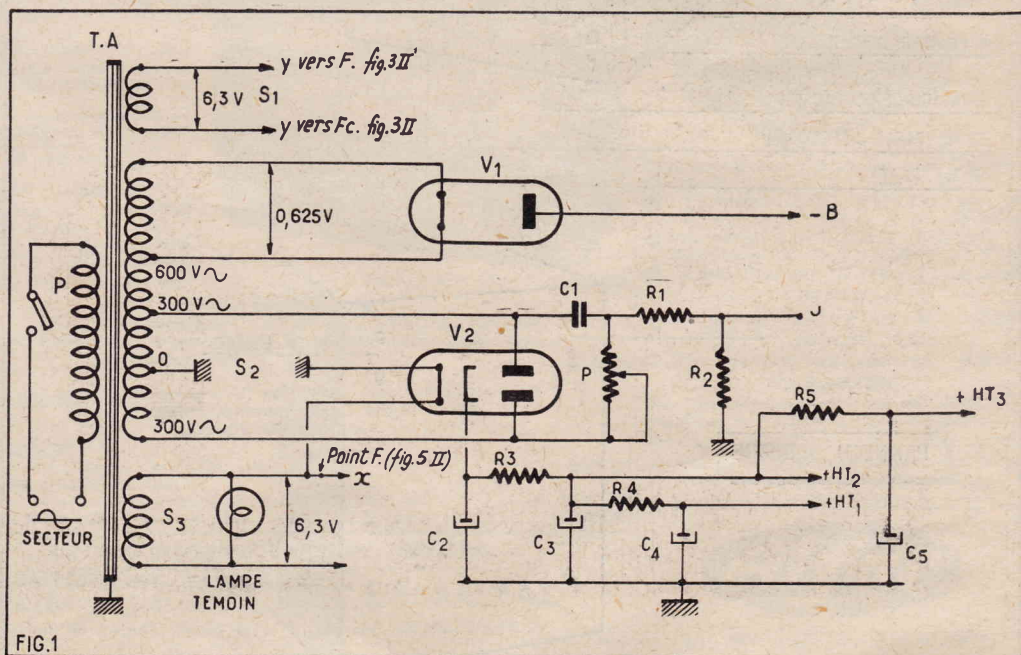 T.A
y vers F. fig.3II'
6,3 V S1
y vers Fc. fig.3II
V1
0,625 V
- B
P
600 V ∿
300 V ∿
C1
R1
J
V2
0
S2
P
R2
R5
+ HT3
300 V ∿
Point F. (fig.5 II)
x
R3
+HT2
R4
+HT1
S3
6,3 V
SECTEUR
C2
C3
C4
C5
LAMPE
TEMOIN
FIG.1